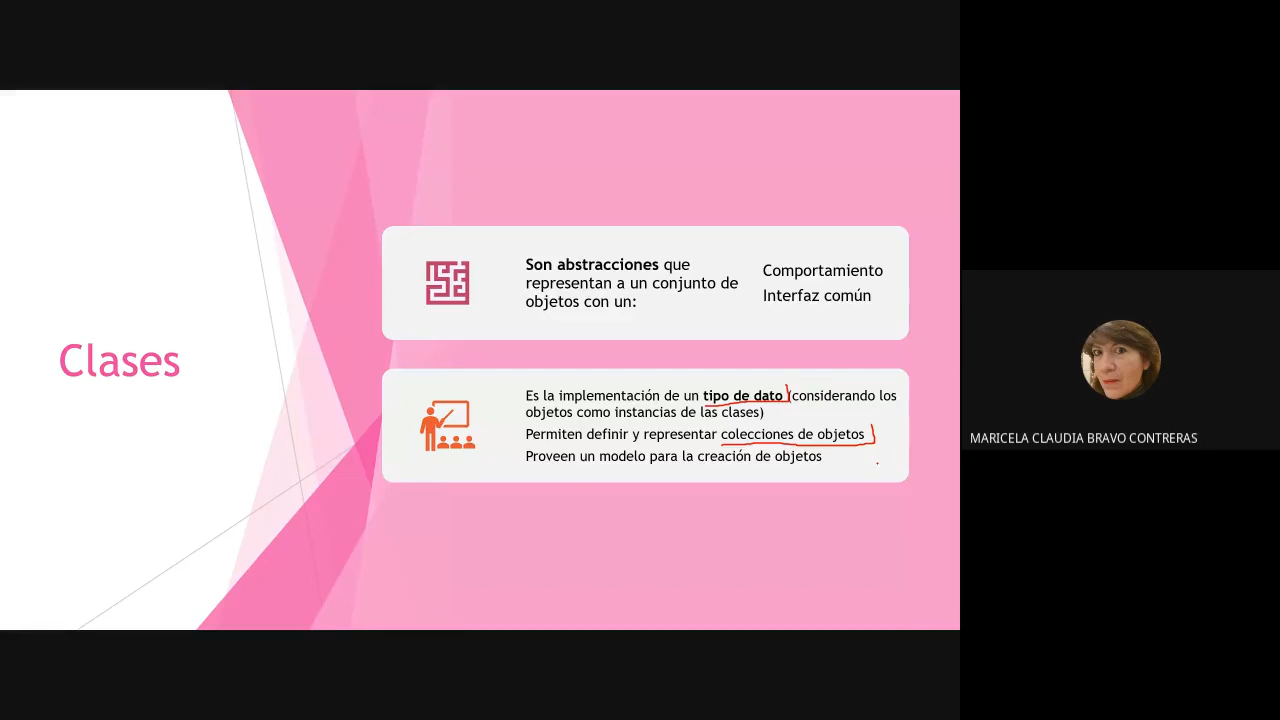 Clases
Son abstracciones que
representan a un conjunto de
objetos con un:
Comportamiento
Interfaz común
Es la implementación de un tipo de dato (considerando los
objetos como instancias de las clases)
Permiten definir y representar colecciones de objetos
Proveen un modelo para la creación de objetos
MARICELA CLAUDIA BRAVO CONTRERAS